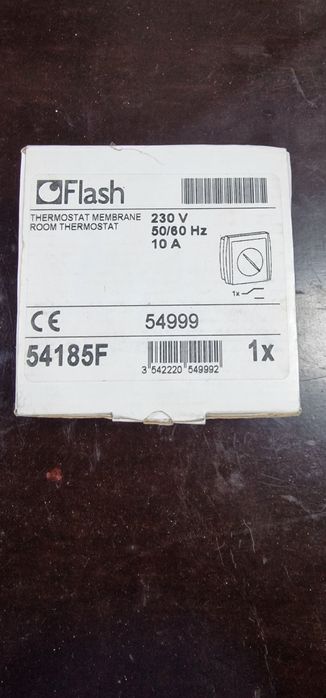 Flash
THERMOSTAT MEMBRANE 230 V
ROOM THERMOSTAT 50/60 Hz
10 A
1x
CE 54999
54185F 1x
3 542220 549992